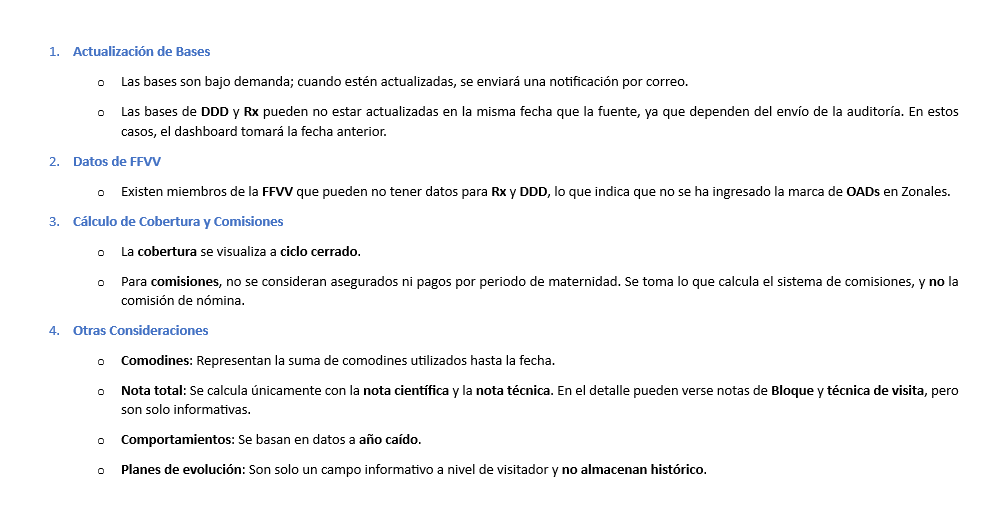 1. Actualización de Bases
o Las bases son bajo demanda; cuando estén actualizadas, se enviará una notificación por correo.
o Las bases de DDD y Rx pueden no estar actualizadas en la misma fecha que la fuente, ya que dependen del envío de la auditoría. En estos
casos, el dashboard tomará la fecha anterior.
2. Datos de FFVV
o Existen miembros de la FFVV que pueden no tener datos para Rx y DDD, lo que indica que no se ha ingresado la marca de OADs en Zonales.
3. Cálculo de Cobertura y Comisiones
o La cobertura se visualiza a ciclo cerrado.
o Para comisiones, no se consideran asegurados ni pagos por periodo de maternidad. Se toma lo que calcula el sistema de comisiones, y no la
comisión de nómina.
4. Otras Consideraciones
o Comodines: Representan la suma de comodines utilizados hasta la fecha.
o Nota total: Se calcula únicamente con la nota científica y la nota técnica. En el detalle pueden verse notas de Bloque y técnica de visita, pero
son solo informativas.
o Comportamientos: Se basan en datos a año caído.
o Planes de evolución: Son solo un campo informativo a nivel de visitador y no almacenan histórico.